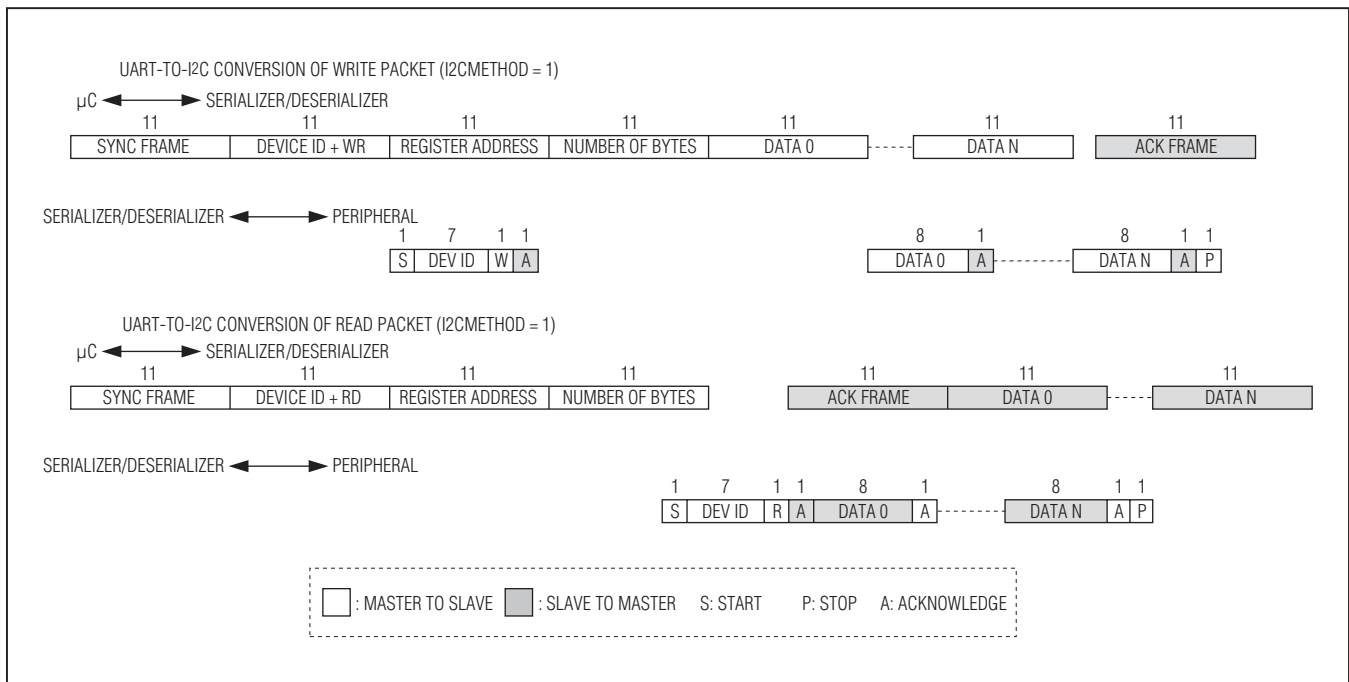 UART-TO-I2C CONVERSION OF WRITE PACKET (I2CMETHOD = 1)
µC SERIALIZER/DESERIALIZER
11 11 11 11 11 11 11
SYNC FRAME DEVICE ID + WR REGISTER ADDRESS NUMBER OF BYTES DATA 0 DATA N ACK FRAME
SERIALIZER/DESERIALIZER PERIPHERAL
1 7 1 1 8 1 8 1 1
S DEV ID W A DATA 0 A DATA N A P
UART-TO-I2C CONVERSION OF READ PACKET (I2CMETHOD = 1)
µC SERIALIZER/DESERIALIZER
11 11 11 11 11 11 11
SYNC FRAME DEVICE ID + RD REGISTER ADDRESS NUMBER OF BYTES ACK FRAME DATA 0 DATA N
SERIALIZER/DESERIALIZER PERIPHERAL
1 7 1 1 8 1 8 1 1
S DEV ID R A DATA 0 A DATA N A P
: MASTER TO SLAVE : SLAVE TO MASTER S: START P: STOP A: ACKNOWLEDGE